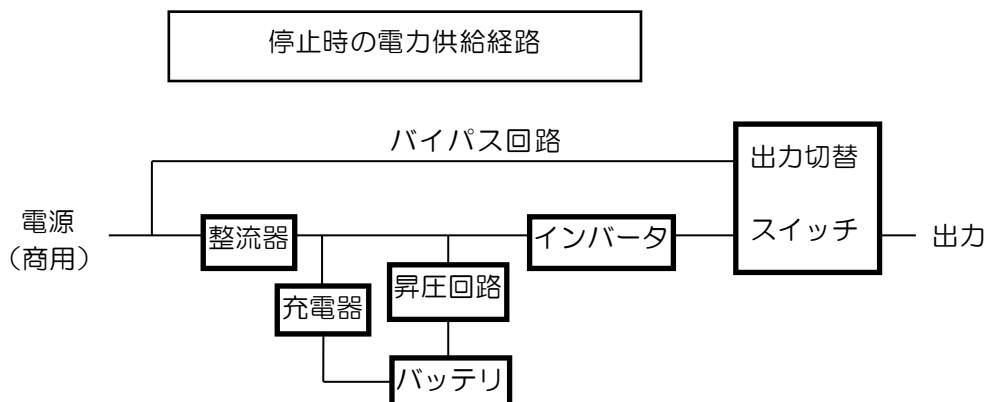 停止時の電力供給経路
バイパス回路
出力切替
スイッチ
電源
（商用）
整流器
インバータ
出力
充電器
昇圧回路
バッテリ